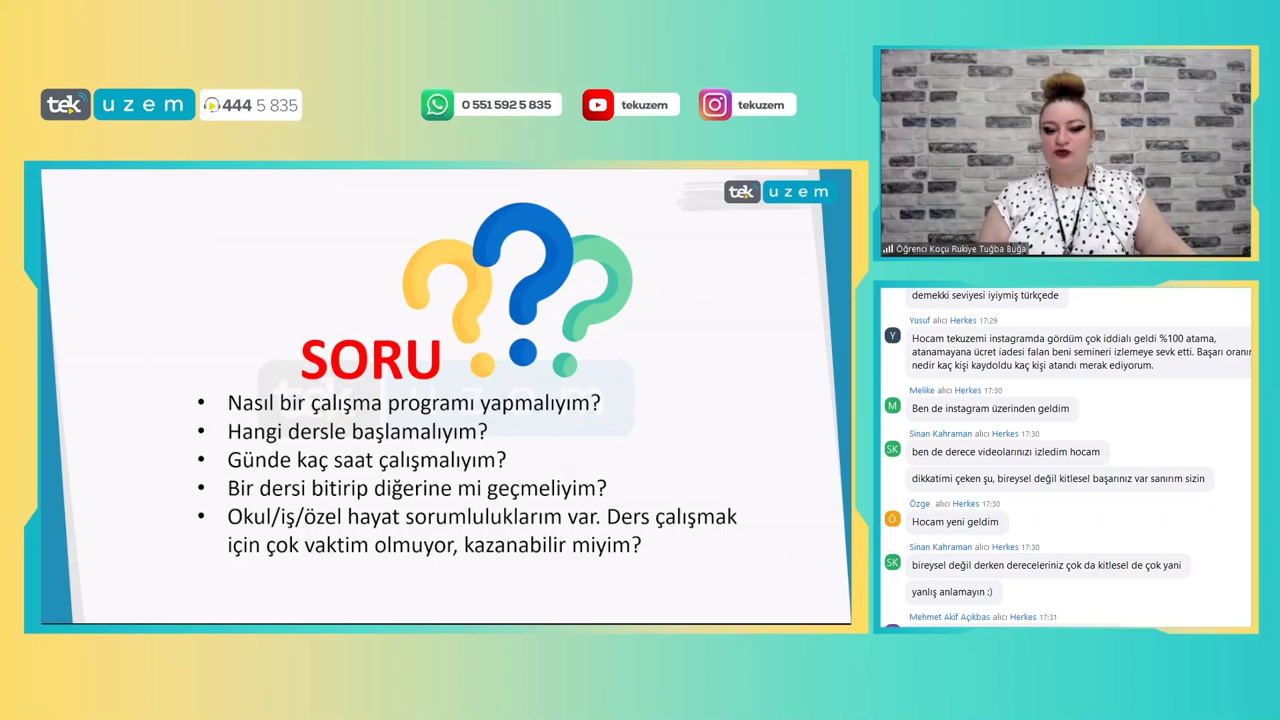 tek uzem 444 5 835
0 551 592 5 835
tekuzem
tekuzem
tek uzem
SORU
• Nasıl bir çalışma programı yapmalıyım?
• Hangi dersle başlamalıyım?
• Günde kaç saat çalışmalıyım?
• Bir dersi bitirip diğerine mi geçmeliyim?
• Okul/iş/özel hayat sorumluluklarım var. Ders çalışmak
için çok vaktim olmuyor, kazanabilir miyim?
Öğrenci Koçu Rukiye Tuğba Buğa
demekki seviyesi iyiymiş türkçede
Yusuf alıcı Herkes 17:29
Y
Hocam tekuzemi instagramda gördüm çok iddialı geldi %100 atama,
atanamayana ücret iadesi falan beni semineri izlemeye sevk etti. Başarı oranın
nedir kaç kişi kaydoldu kaç kişi atandı merak ediyorum.
Melike alıcı Herkes 17:30
M
Ben de instagram üzerinden geldim
Sinan Kahraman alıcı Herkes 17:30
SK
ben de derece videolarınızı izledim hocam
dikkatimi çeken şu, bireysel değil kitlesel başarınız var sanırım sizin
Özge alıcı Herkes 17:30
Ö
Hocam yeni geldim
Sinan Kahraman alıcı Herkes 17:30
SK
bireysel değil derken dereceleriniz çok da kitlesel de çok yani
yanlış anlamayın :)
Mehmet Akif Açıkbas alıcı Herkes 17:31